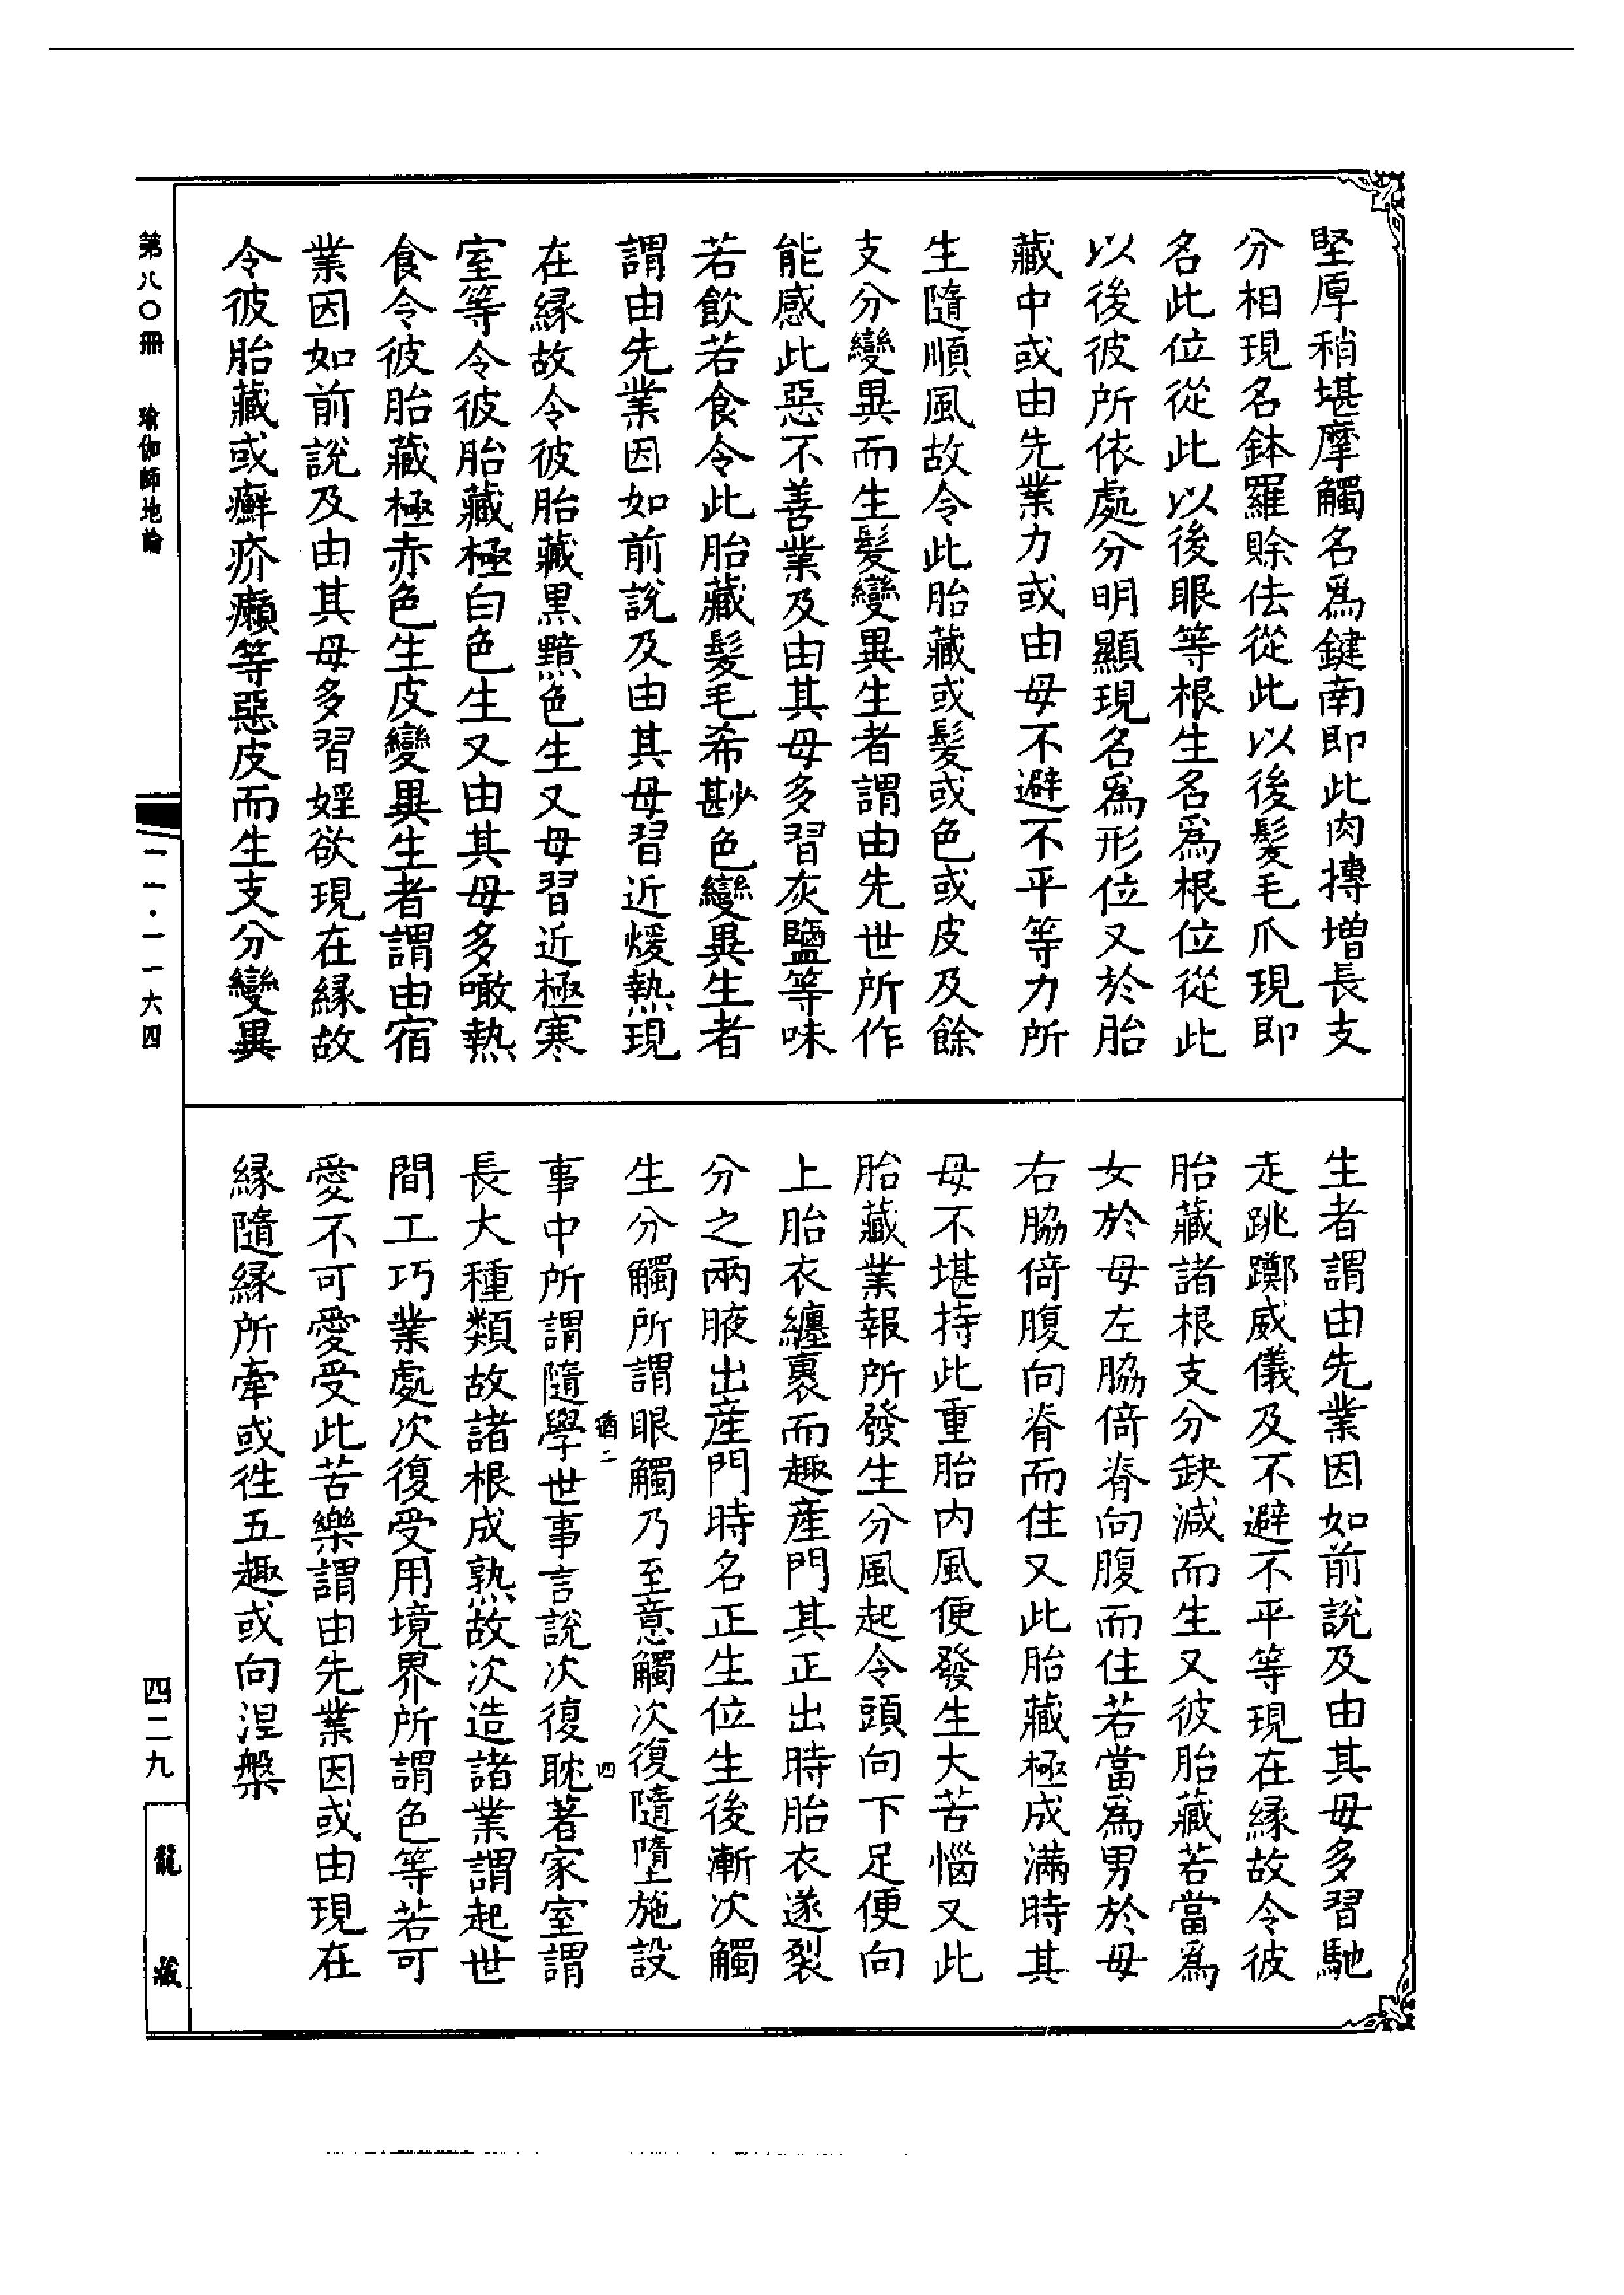 堅厚稍堪摩觸名爲鍵南即此肉摶增長支
分相現名鉢羅賒佉從此以後髮毛爪現即
名此位從此以後眼等根生名爲根位從此
以後彼所依處分明顯現名爲形位又於胎
藏中或由先業力或由母不避不平等力所
生隨順風故令此胎藏或髮或色或皮及餘
支分變異而生髮變異生者謂由先世所作
能感此惡不善業及由其母多習灰鹽等味
若飲若食令此胎藏髮毛希尠色變異生者
謂由先業因如前說及由其母習近煖熱現
在緣故令彼胎藏黑黯色生又母習近極寒
室等令彼胎藏極白色生又由其母多噉熱
食令彼胎藏極赤色生皮變異生者謂由宿
業因如前說及由其母多習婬欲現在緣故
令彼胎藏或癬疥癩等惡皮而生支分變異
生者謂由先業因如前說及由其母多習馳
走跳躑威儀及不避不平等現在緣故令彼
胎藏諸根支分缺減而生又彼胎藏若當爲
女於母左脇倚脊向腹而住若當爲男於母
右脇倚腹向脊而住又此胎藏極成滿時其
母不堪持此重胎內風便發生大苦惱又此
胎藏業報所發生分風起令頭向下足便向
上胎衣纏裹而趣產門其正出時胎衣遂裂
分之兩腋出產門時名正生位生後漸次觸
生分觸所謂眼觸乃至意觸次復隨墮施設
猶二 四
事中所謂隨學世事言說次復耽著家室謂
長大種類故諸根成熟故次造諸業謂起世
間工巧業處次復受用境界所謂色等若可
愛不可愛受此苦樂謂由先業因或由現在
緣隨緣所牽或往五趣或向涅槃
第八〇冊 瑜伽師地論
一一·一一六四
四二九
龍藏